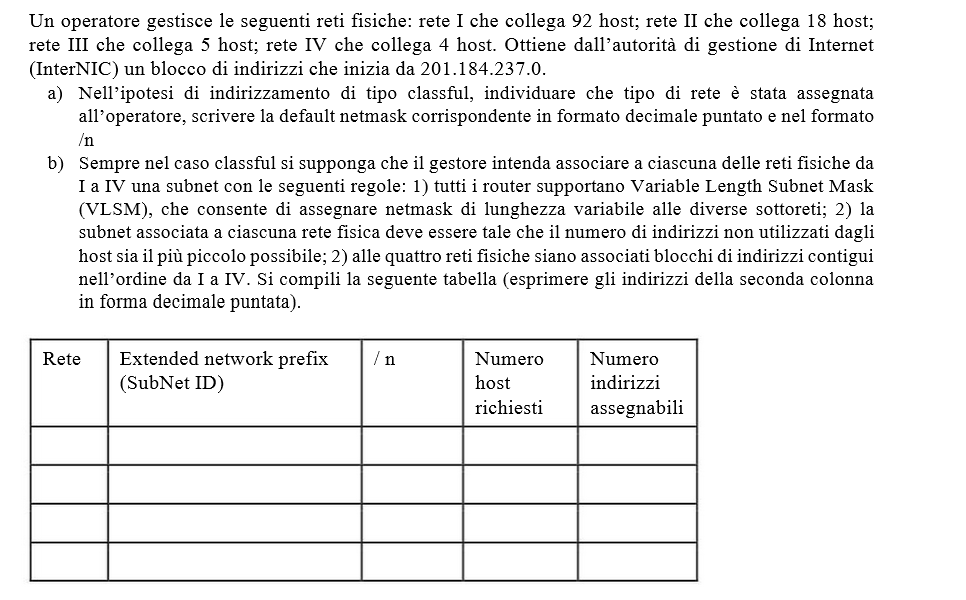 Un operatore gestisce le seguenti reti fisiche: rete I che collega 92 host; rete II che collega 18 host;
rete III che collega 5 host; rete IV che collega 4 host. Ottiene dall'autorità di gestione di Internet
(InterNIC) un blocco di indirizzi che inizia da 201.184.237.0.
a) Nell'ipotesi di indirizzamento di tipo classful, individuare che tipo di rete è stata assegnata
all'operatore, scrivere la default netmask corrispondente in formato decimale puntato e nel formato
/n
b) Sempre nel caso classful si supponga che il gestore intenda associare a ciascuna delle reti fisiche da
I a IV una subnet con le seguenti regole: 1) tutti i router supportano Variable Length Subnet Mask
(VLSM), che consente di assegnare netmask di lunghezza variabile alle diverse sottoreti; 2) la
subnet associata a ciascuna rete fisica deve essere tale che il numero di indirizzi non utilizzati dagli
host sia il più piccolo possibile; 2) alle quattro reti fisiche siano associati blocchi di indirizzi contigui
nell'ordine da I a IV. Si compili la seguente tabella (esprimere gli indirizzi della seconda colonna
in forma decimale puntata).
Rete Extended network prefix / n Numero Numero
(SubNet ID) host indirizzi
richiesti assegnabili